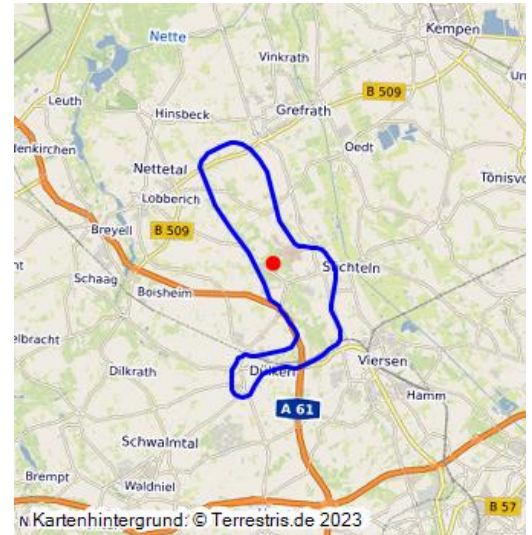 Kempen
Nette
Vinkrath
B 509
Leuth
Hinsbeck
Grefrath
Oedt
Nettetal
Tönisvo
Lobberich
Breyell
B 509
Süchteln
Schaag
Boisheim
Dilkrath
Dülken
Viersen
A 61
Hamm
Schwalmtal
Brempt
Waldniel
B 57
Kartenhintergrund: © Terrestris.de 2023